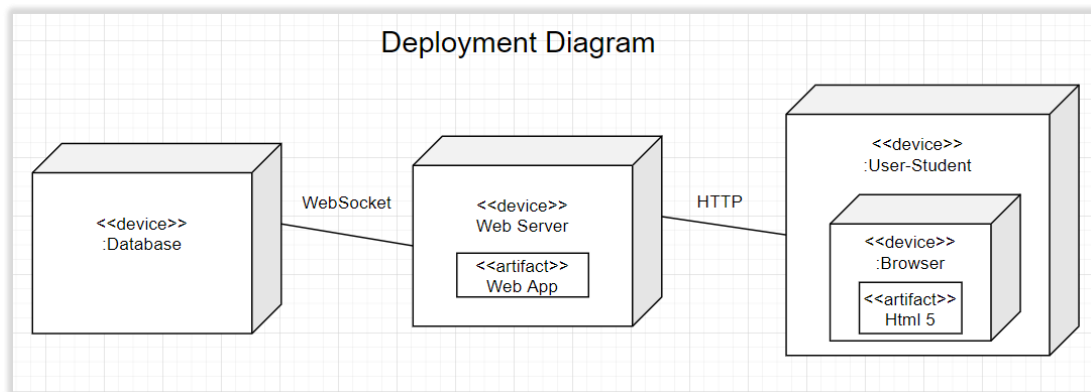 Deployment Diagram
<<device>>
:Database
WebSocket
<<device>>
Web Server
<<artifact>>
Web App
HTTP
<<device>>
:User-Student
<<device>>
:Browser
<<artifact>>
Html 5